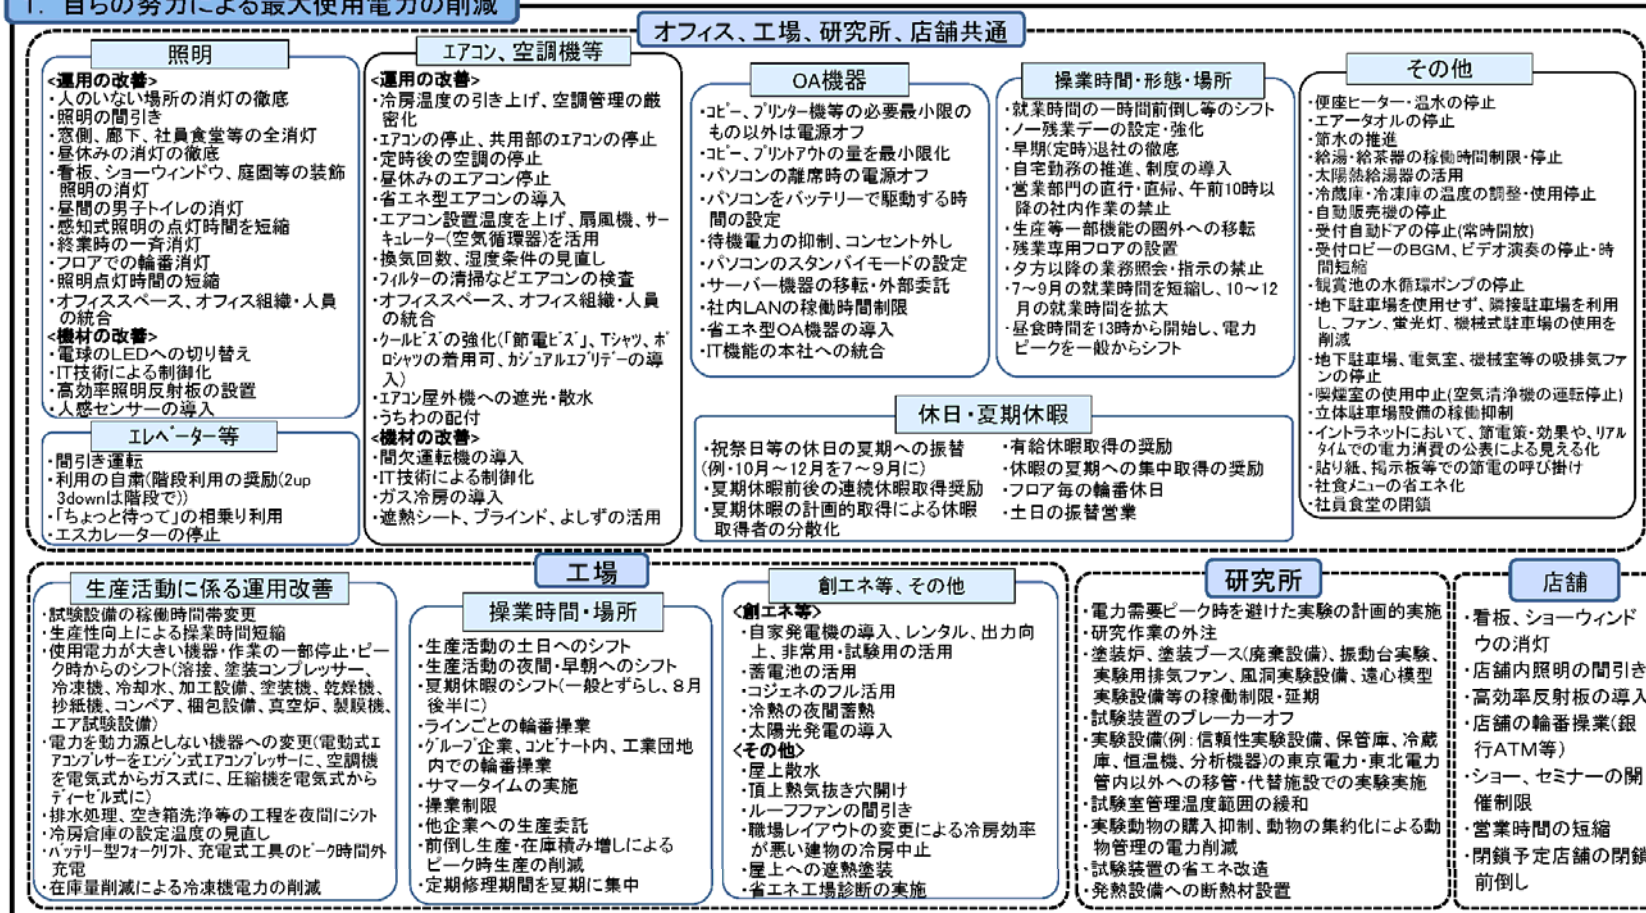 1. 自らの努力による最大使用電力の削減
オフィス、工場、研究所、店舗共通
照明
<運用の改善>
・人のいない場所の消灯の徹底
・照明の間引き
・窓側、廊下、社員食堂等の全消灯
・昼休みの消灯の徹底
・看板、ショーウィンドウ、庭園等の装飾
照明の消灯
・昼間の男子トイレの消灯
・感知式照明の点灯時間を短縮
・終業時の一斉消灯
・フロアでの輪番消灯
・照明点灯時間の短縮
・オフィススペース、オフィス組織・人員
の統合
<機材の改善>
・電球のLEDへの切り替え
・IT技術による制御化
・高効率照明反射板の設置
・人感センサーの導入
エレベーター等
・間引き運転
・利用の自粛(階段利用の奨励(2up
3downは階段で))
・「ちょっと待って」の相乗り利用
・エスカレーターの停止
エアコン、空調機等
<運用の改善>
・冷房温度の引き上げ、空調管理の厳
密化
・エアコンの停止、共用部のエアコンの停止
・定時後の空調の停止
・昼休みのエアコン停止
・省エネ型エアコンの導入
・エアコン設置温度を上げ、扇風機、サー
キュレーター(空気循環器)を活用
・換気回数、湿度条件の見直し
・フィルターの清掃などエアコンの検査
・オフィススペース、オフィス組織・人員
の統合
・クールビズの強化(「節電ビズ」、Tシャツ、ポ
ロシャツの着用可、カジュアルエブリデーの導
入)
・エアコン屋外機への遮光・散水
・うちわの配付
<機材の改善>
・間欠運転機の導入
・IT技術による制御化
・ガス冷房の導入
・遮熱シート、ブラインド、よしずの活用
OA機器
・コピー、プリンター機等の必要最小限の
もの以外は電源オフ
・コピー、プリントアウトの量を最小限化
・パソコンの離席時の電源オフ
・パソコンをバッテリーで駆動する時
間の設定
・待機電力の抑制、コンセント外し
・パソコンのスタンバイモードの設定
・サーバー機器の移転・外部委託
・社内LANの稼働時間制限
・省エネ型OA機器の導入
・IT機能の本社への統合
操業時間・形態・場所
・就業時間の一時間前倒し等のシフト
・ノー残業デーの設定・強化
・早期(定時)退社の徹底
・自宅勤務の推進、制度の導入
・営業部門の直行・直帰、午前10時以
降の社内作業の禁止
・生産等一部機能の圏外への移転
・残業専用フロアの設置
・夕方以降の業務照会・指示の禁止
・7～9月の就業時間を短縮し、10～12
月の就業時間を拡大
・昼食時間を13時から開始し、電力
ピークを一般からシフト
休日・夏期休暇
・祝祭日等の休日の夏期への振替
(例・10月～12月を7～9月に)
・夏期休暇前後の連続休暇取得奨励
・夏期休暇の計画的取得による休暇
取得者の分散化
・有給休暇取得の奨励
・休暇の夏期への集中取得の奨励
・フロア毎の輪番休日
・土日の振替営業
その他
・便座ヒーター・温水の停止
・エアータオルの停止
・節水の推進
・給湯・給茶器の稼働時間制限・停止
・太陽熱給湯器の活用
・冷蔵庫・冷凍庫の温度の調整・使用停止
・自動販売機の停止
・受付自動ドアの停止(常時開放)
・受付ロビーのBGM、ビデオ演奏の停止・時
間短縮
・観賞池の水循環ポンプの停止
・地下駐車場を使用せず、隣接駐車場を利用
し、ファン、蛍光灯、機械式駐車場の使用を
削減
・地下駐車場、電気室、機械室等の吸排気ファ
ンの停止
・喫煙室の使用中止(空気清浄機の運転停止)
・立体駐車場設備の稼働抑制
・イントラネットにおいて、節電策・効果や、リアル
タイムでの電力消費の公表による見える化
・貼り紙、掲示板等での節電の呼び掛け
・社食メニューの省エネ化
・社員食堂の閉鎖
工場
生産活動に係る運用改善
・試験設備の稼働時間帯変更
・生産性向上による操業時間短縮
・使用電力が大きい機器・作業の一部停止・ピー
ク時からのシフト(溶接、塗装コンプレッサー、
冷凍機、冷却水、加工設備、塗装機、乾燥機、
抄紙機、コンベア、梱包設備、真空炉、製膜機、
エア試験設備)
・電力を動力源としない機器への変更(電動式エ
アコンプレサーをエンジン式エアコンプレッサーに、空調機
を電気式からガス式に、圧縮機を電気式から
ディーゼル式に)
・排水処理、空き箱洗浄等の工程を夜間にシフト
・冷房倉庫の設定温度の見直し
・バッテリー型フォークリフト、充電式工具のピーク時間外
充電
・在庫量削減による冷凍機電力の削減
操業時間・場所
・生産活動の土日へのシフト
・生産活動の夜間・早朝へのシフト
・夏期休暇のシフト(一般とずらし、8月
後半に)
・ラインごとの輪番操業
・グループ企業、コンビナート内、工業団地
内での輪番操業
・サマータイムの実施
・操業制限
・他企業への生産委託
・前倒し生産・在庫積み増しによる
ピーク時生産の削減
・定期修理期間を夏期に集中
創エネ等、その他
<創エネ等>
・自家発電機の導入、レンタル、出力向
上、非常用・試験用の活用
・蓄電池の活用
・コジェネのフル活用
・冷熱の夜間蓄熱
・太陽光発電の導入
<その他>
・屋上散水
・頂上熱気抜き穴開け
・ルーフファンの間引き
・職場レイアウトの変更による冷房効率
が悪い建物の冷房中止
・屋上への遮熱塗装
・省エネ工場診断の実施
研究所
・電力需要ピーク時を避けた実験の計画的実施
・研究作業の外注
・塗装炉、塗装ブース(廃棄設備)、振動台実験、
実験用排気ファン、風洞実験設備、遠心模型
実験設備等の稼働制限・延期
・試験装置のブレーカーオフ
・実験設備(例:信頼性実験設備、保管庫、冷蔵
庫、恒温機、分析機器)の東京電力・東北電力
管内以外への移管・代替施設での実験実施
・試験室管理温度範囲の緩和
・実験動物の購入抑制、動物の集約化による動
物管理の電力削減
・試験装置の省エネ改造
・発熱設備への断熱材設置
店舗
・看板、ショーウィンド
ウの消灯
・店舗内照明の間引き
・高効率反射板の導入
・店舗の輪番操業(銀
行ATM等)
・ショー、セミナーの開
催制限
・営業時間の短縮
・閉鎖予定店舗の閉鎖
前倒し